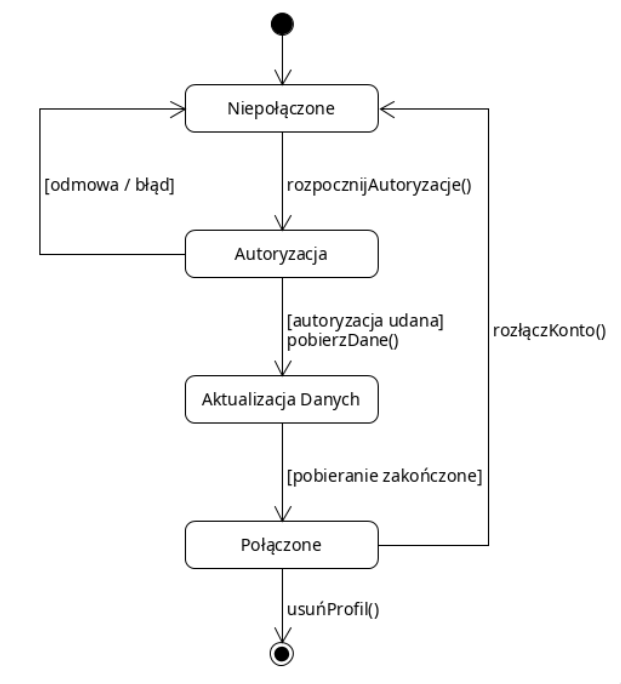 Niepołączone
[odmowa / błąd]
rozpocznijAutoryzacje()
Autoryzacja
[autoryzacja udana]
pobierzDane()
rozłączKonto()
Aktualizacja Danych
[pobieranie zakończone]
Połączone
usuńProfil()